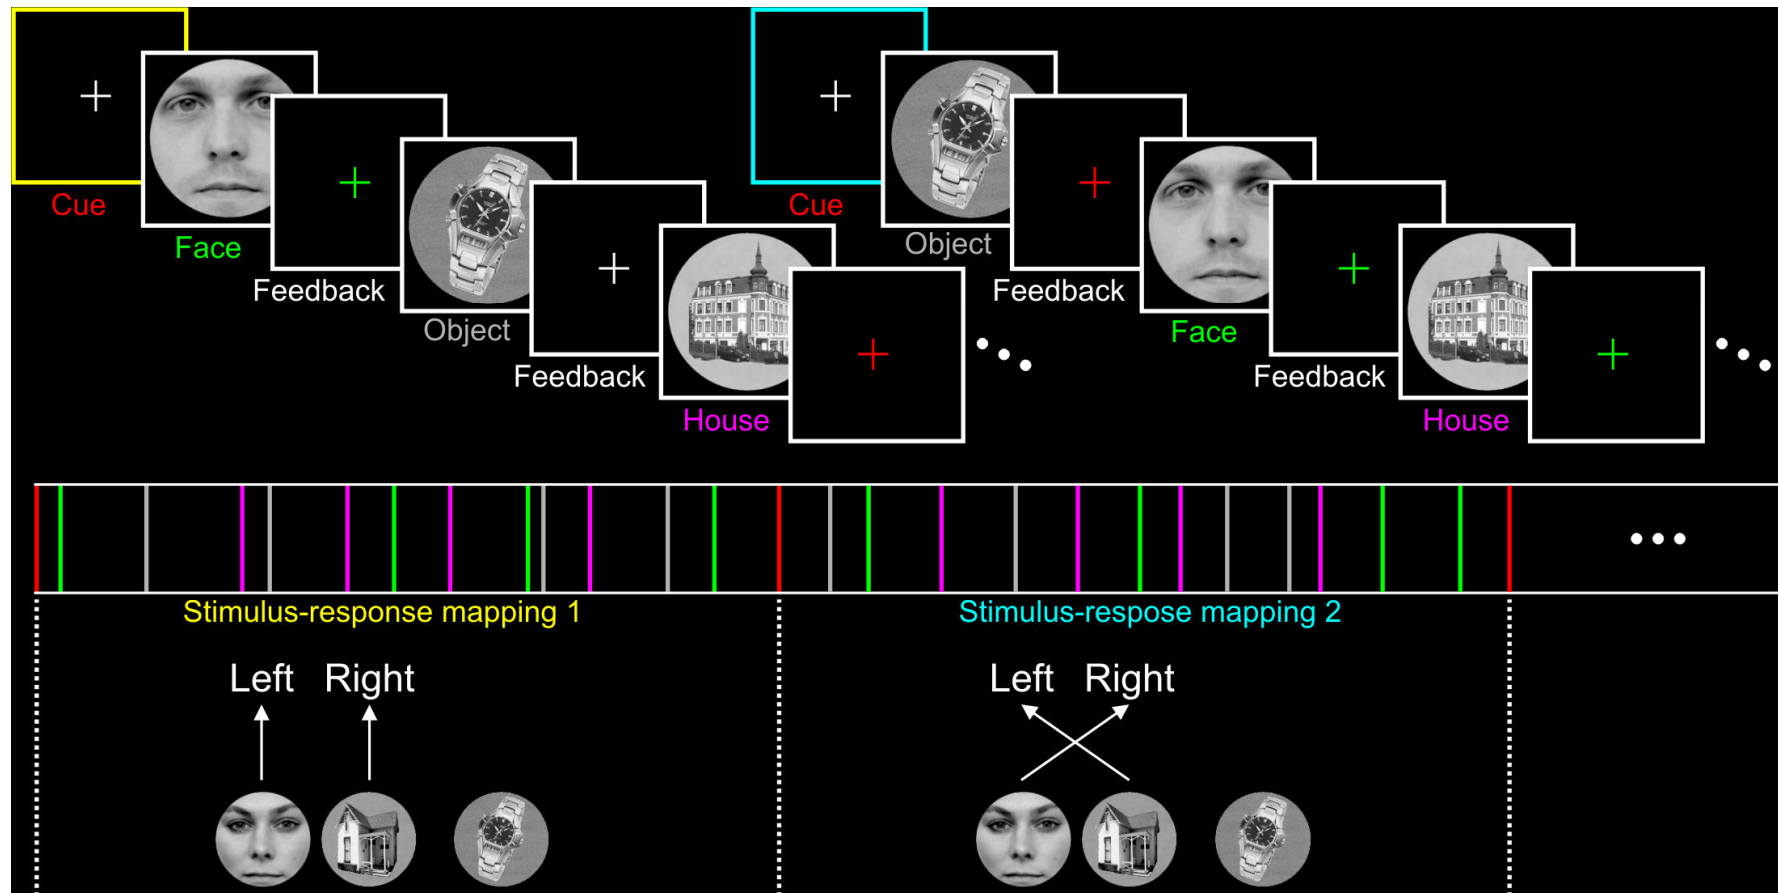 Cue
Face
Feedback
Object
Feedback
House
Cue
Object
Feedback
Face
Feedback
House
Stimulus-response mapping 1
Stimulus-respose mapping 2
Left Right
Left Right